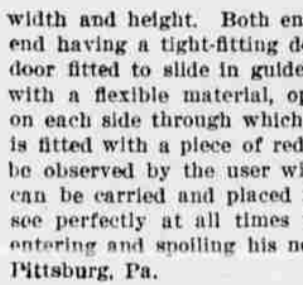 width and height. Both en
end having a tight-fitting d
door fitted to slide in guide
with a flexible material, o
on each side through which
is fitted with a piece of red
be observed by the user wi
can be carried and placed
see perfectly at all times
entering and spoiling his n
Pittsburg, Pa.